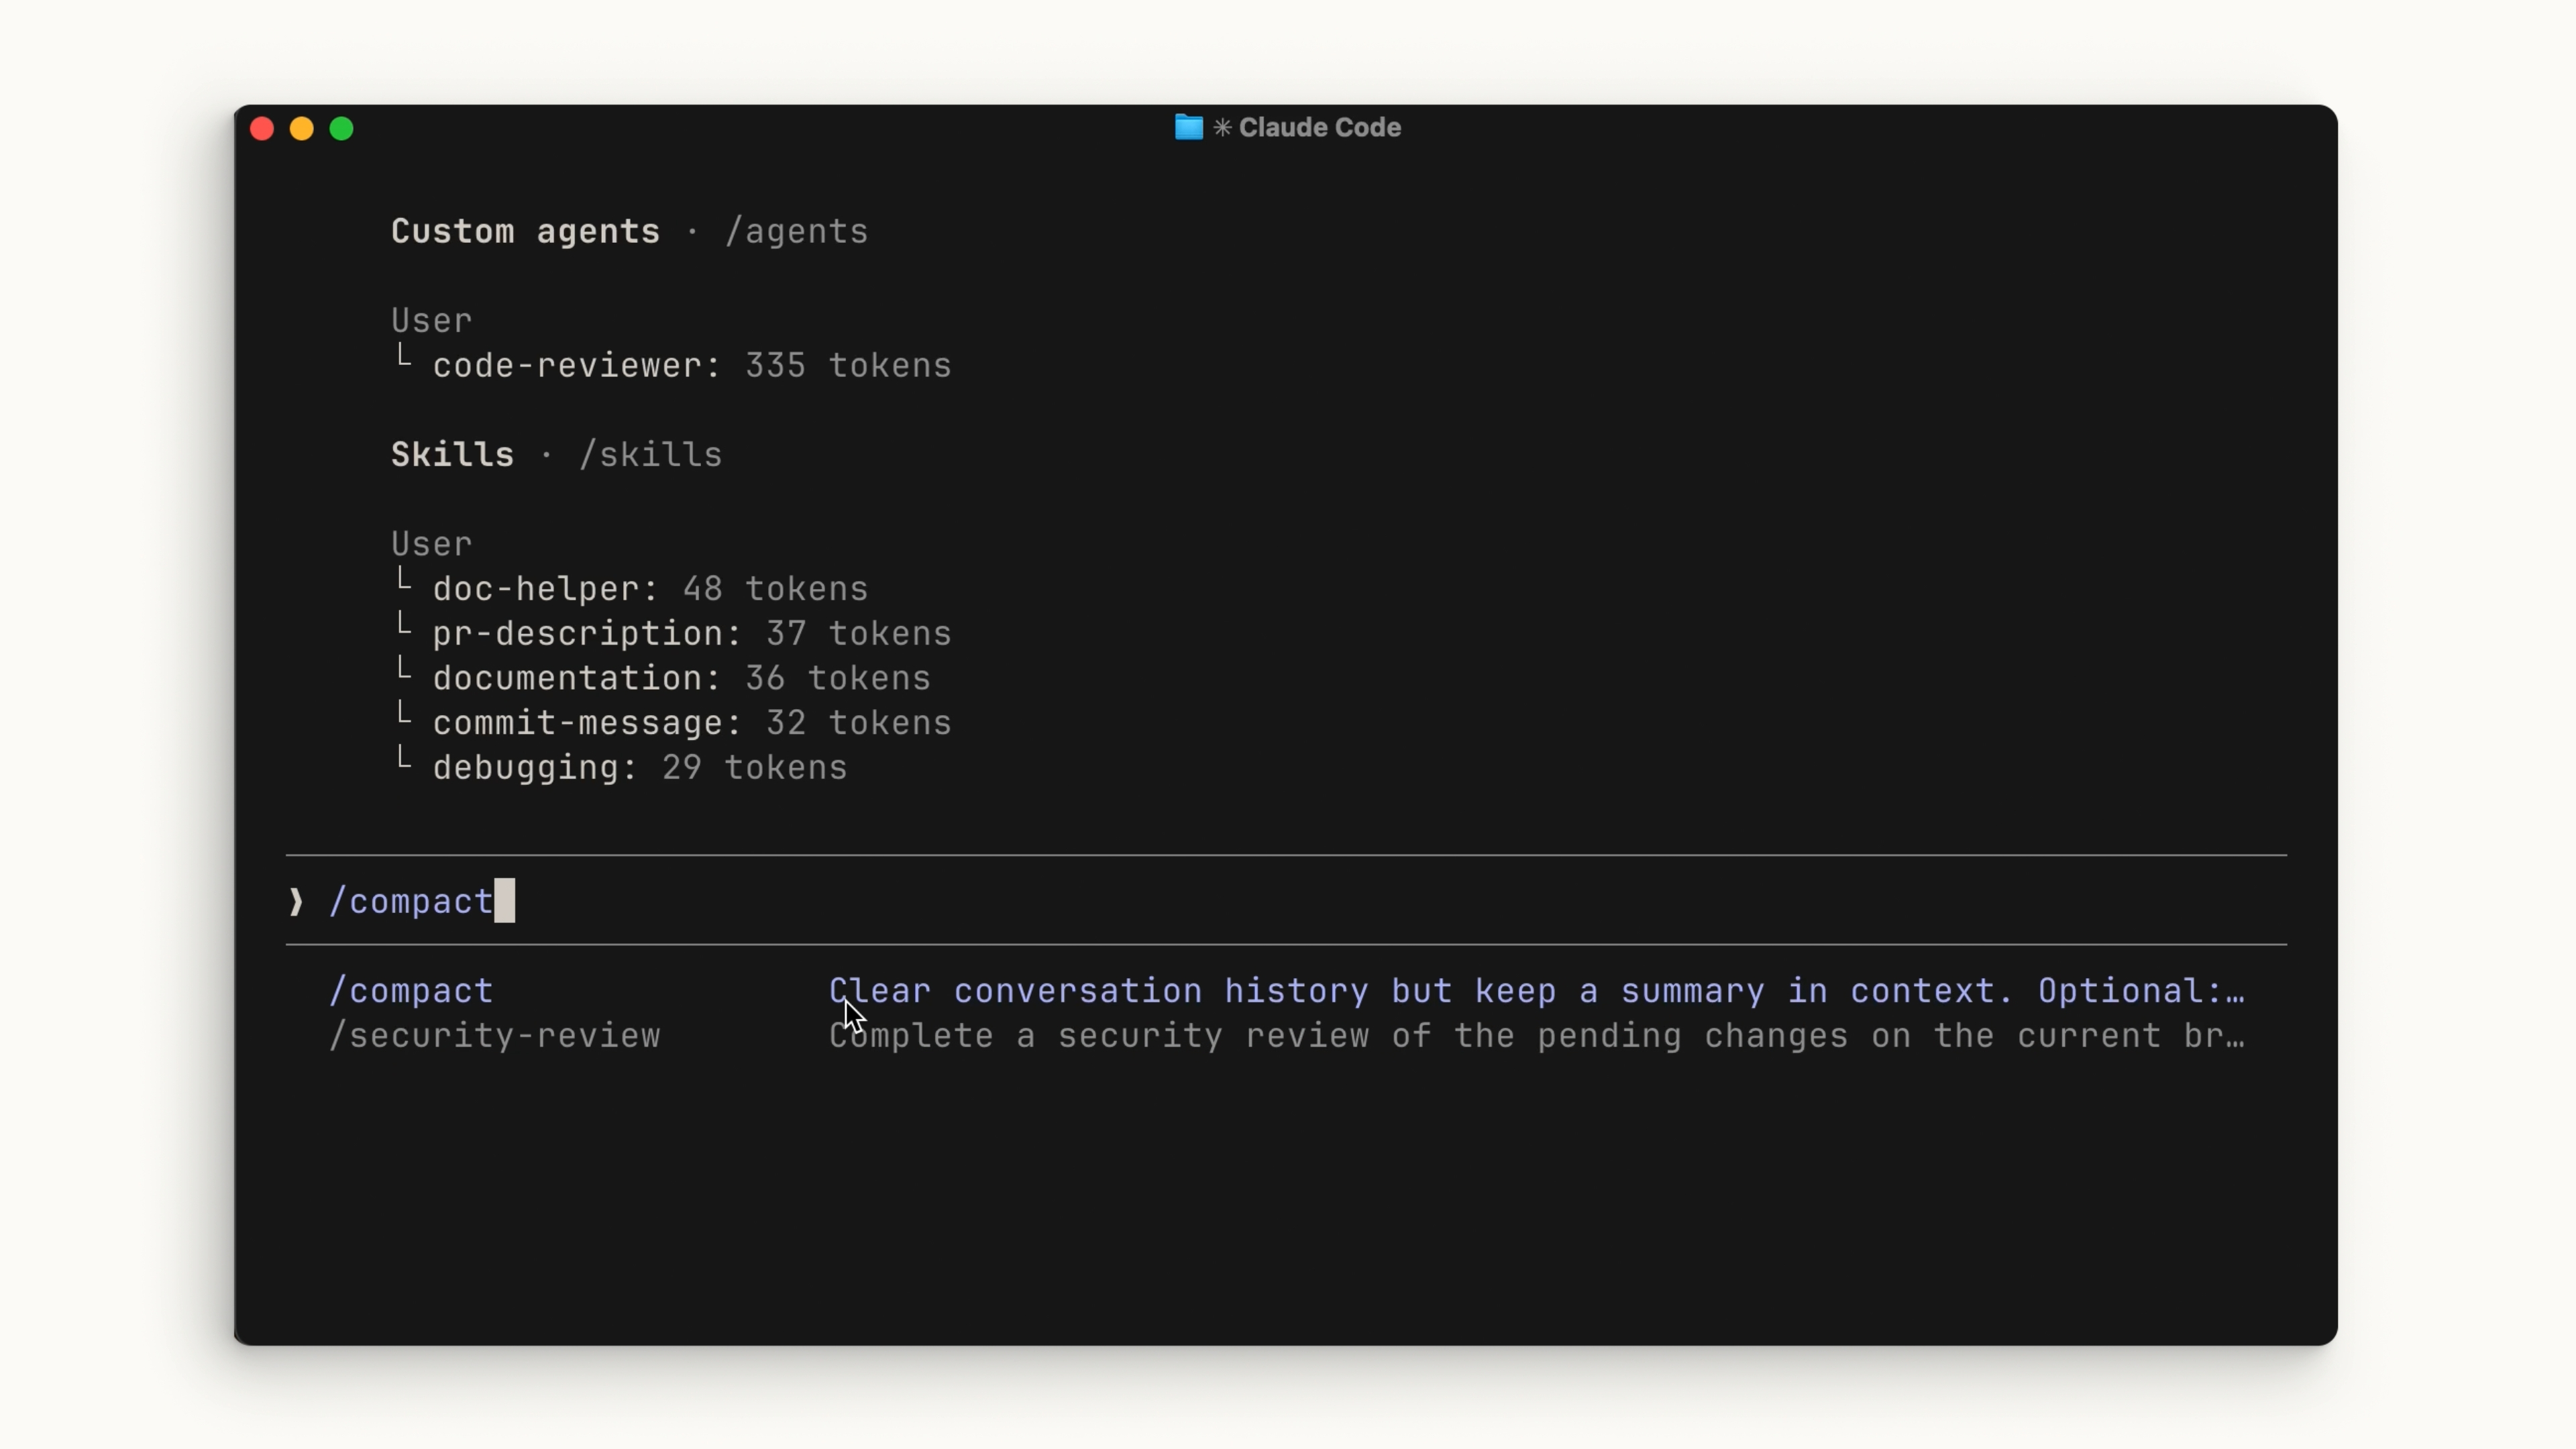 ✳ Claude Code
Custom agents · /agents
User
└ code-reviewer: 335 tokens
Skills · /skills
User
└ doc-helper: 48 tokens
└ pr-description: 37 tokens
└ documentation: 36 tokens
└ commit-message: 32 tokens
└ debugging: 29 tokens
❯ /compact
/compact Clear conversation history but keep a summary in context. Optional:…
/security-review Complete a security review of the pending changes on the current br…